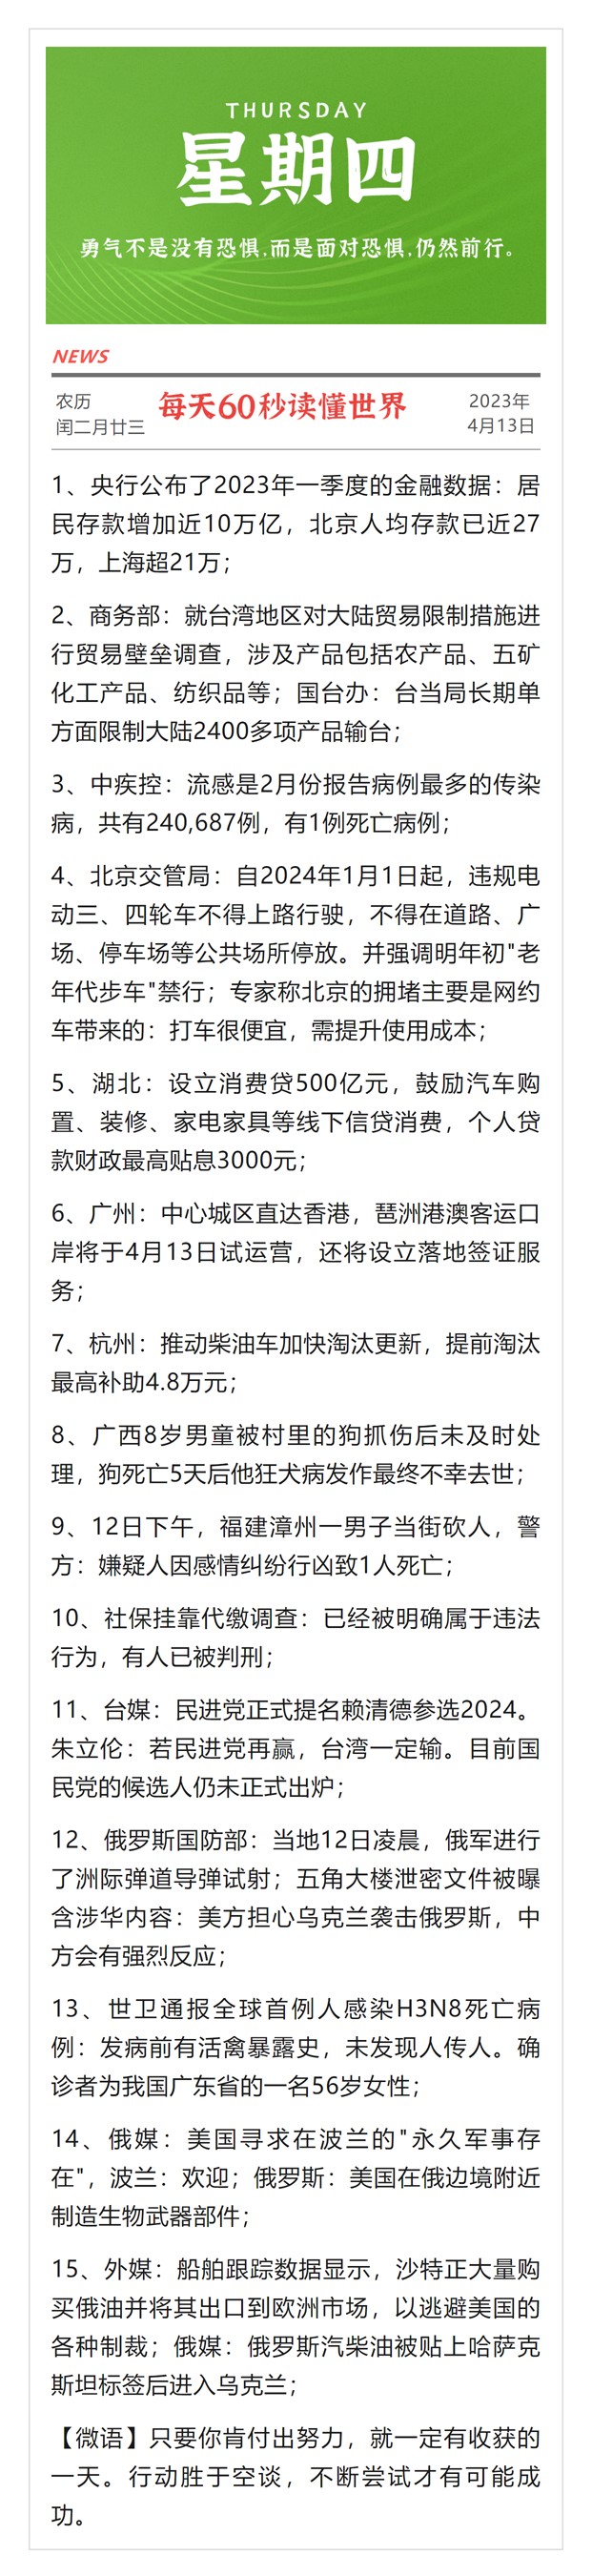 THURSDAY
星期四
勇气不是没有恐惧,而是面对恐惧,仍然前行。
NEWS
农历
闰二月廿三
每天60秒读懂世界
2023年
4月13日
1、央行公布了2023年一季度的金融数据：居
民存款增加近10万亿，北京人均存款已近27
万，上海超21万；
2、商务部：就台湾地区对大陆贸易限制措施进
行贸易壁垒调查，涉及产品包括农产品、五矿
化工产品、纺织品等；国台办：台当局长期单
方面限制大陆2400多项产品输台；
3、中疾控：流感是2月份报告病例最多的传染
病，共有240,687例，有1例死亡病例；
4、北京交管局：自2024年1月1日起，违规电
动三、四轮车不得上路行驶，不得在道路、广
场、停车场等公共场所停放。并强调明年初"老
年代步车"禁行；专家称北京的拥堵主要是网约
车带来的：打车很便宜，需提升使用成本；
5、湖北：设立消费贷500亿元，鼓励汽车购
置、装修、家电家具等线下信贷消费，个人贷
款财政最高贴息3000元；
6、广州：中心城区直达香港，琶洲港澳客运口
岸将于4月13日试运营，还将设立落地签证服
务；
7、杭州：推动柴油车加快淘汰更新，提前淘汰
最高补助4.8万元；
8、广西8岁男童被村里的狗抓伤后未及时处
理，狗死亡5天后他狂犬病发作最终不幸去世；
9、12日下午，福建漳州一男子当街砍人，警
方：嫌疑人因感情纠纷行凶致1人死亡；
10、社保挂靠代缴调查：已经被明确属于违法
行为，有人已被判刑；
11、台媒：民进党正式提名赖清德参选2024。
朱立伦：若民进党再赢，台湾一定输。目前国
民党的候选人仍未正式出炉；
12、俄罗斯国防部：当地12日凌晨，俄军进行
了洲际弹道导弹试射；五角大楼泄密文件被曝
含涉华内容：美方担心乌克兰袭击俄罗斯，中
方会有强烈反应；
13、世卫通报全球首例人感染H3N8死亡病
例：发病前有活禽暴露史，未发现人传人。确
诊者为我国广东省的一名56岁女性；
14、俄媒：美国寻求在波兰的"永久军事存
在"，波兰：欢迎；俄罗斯：美国在俄边境附近
制造生物武器部件；
15、外媒：船舶跟踪数据显示，沙特正大量购
买俄油并将其出口到欧洲市场，以逃避美国的
各种制裁；俄媒：俄罗斯汽柴油被贴上哈萨克
斯坦标签后进入乌克兰；
【微语】只要你肯付出努力，就一定有收获的
一天。行动胜于空谈，不断尝试才有可能成
功。